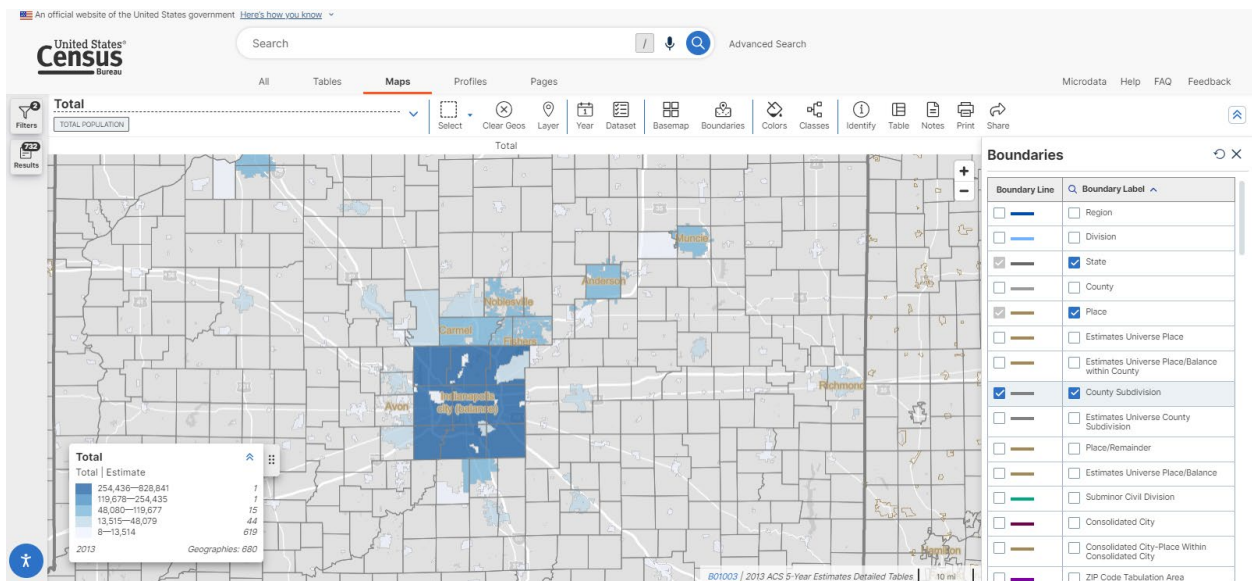 An official website of the United States government Here's how you know
United States®
Census
Bureau
Search
/
Advanced Search
All Tables Maps Profiles Pages
Microdata Help FAQ Feedback
2
Filters
Total
TOTAL POPULATION
Select Clear Geos Layer Year Dataset Basemap Boundaries Colors Classes Identify Table Notes Print Share
732
Results
Total
+
−
Muncie
Anderson
Noblesville
Carmel
Fishers
Indianapolis
city (balance)
Avon
Richmond
Hamilton
Total
Total | Estimate
254,436—828,841 1
119,678—254,435 1
48,080—119,677 15
13,515—48,079 44
8—13,514 619
2013 Geographies: 680
B01003 | 2013 ACS 5-Year Estimates Detailed Tables
10 mi
Boundaries
Boundary Line Boundary Label
Region
Division
State
County
Place
Estimates Universe Place
Estimates Universe Place/Balance
within County
County Subdivision
Estimates Universe County
Subdivision
Place/Remainder
Estimates Universe Place/Balance
Subminor Civil Division
Consolidated City
Consolidated City-Place Within
Consolidated City
ZIP Code Tabulation Area